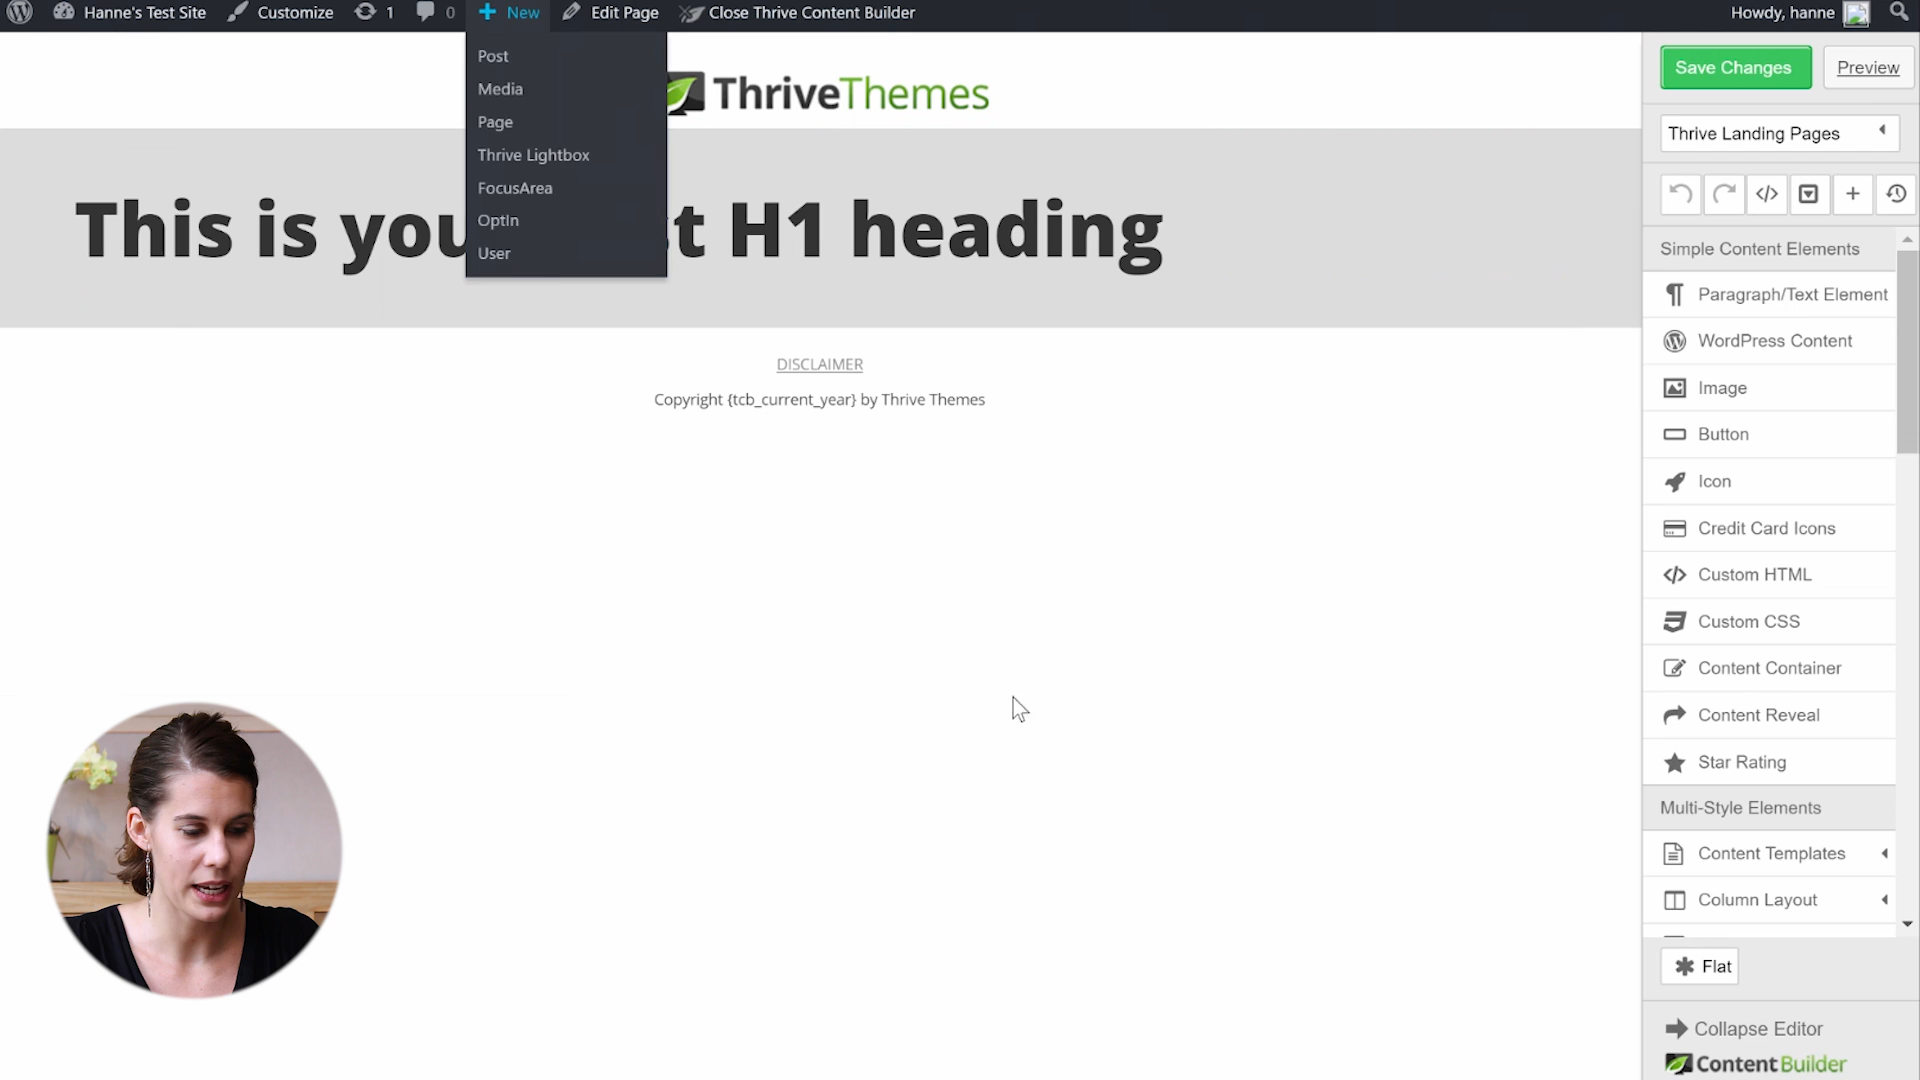 Hanne's Test Site
Customize
1
0
New
Edit Page
Close Thrive Content Builder
Howdy, hanne
Post
Media
Page
Thrive Lightbox
FocusArea
OptIn
User
ThriveThemes
This is you st H1 heading
DISCLAIMER
Copyright {tcb_current_year} by Thrive Themes
Save Changes
Preview
Thrive Landing Pages
Simple Content Elements
Paragraph/Text Element
WordPress Content
Image
Button
Icon
Credit Card Icons
Custom HTML
Custom CSS
Content Container
Content Reveal
Star Rating
Multi-Style Elements
Content Templates
Column Layout
Flat
Collapse Editor
Content Builder